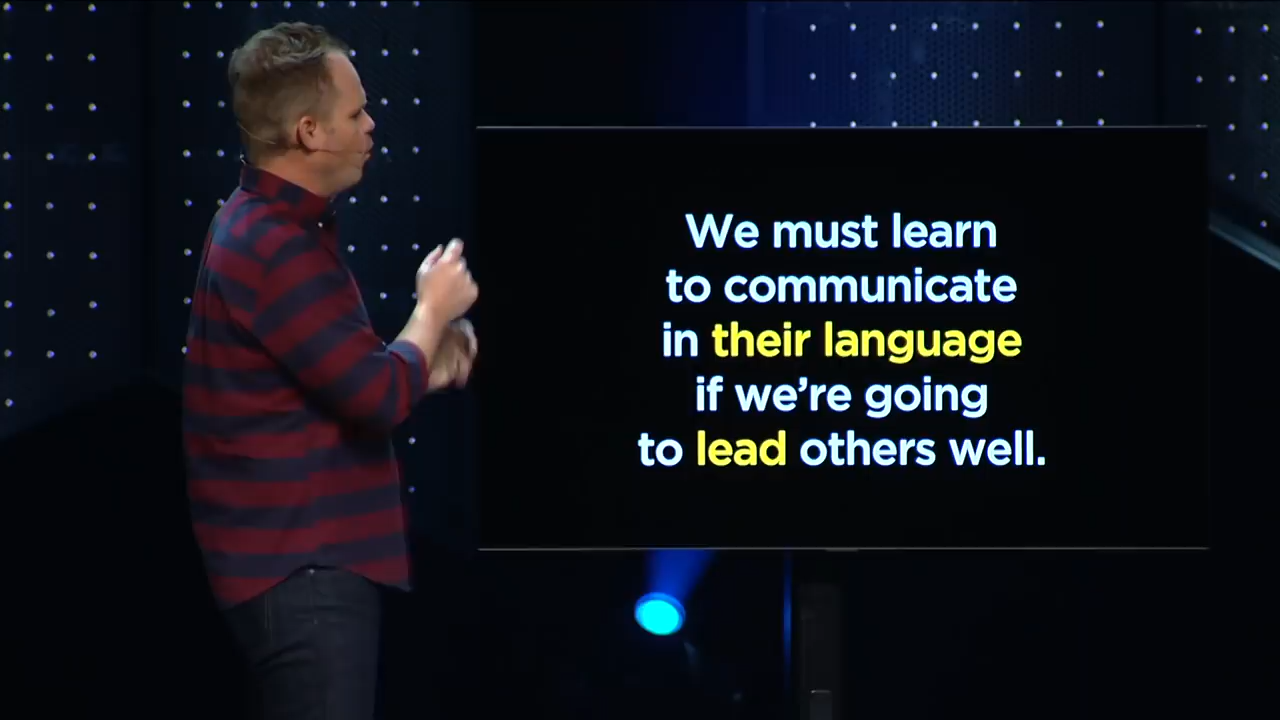 We must learn
to communicate
in their language
if we're going
to lead others well.